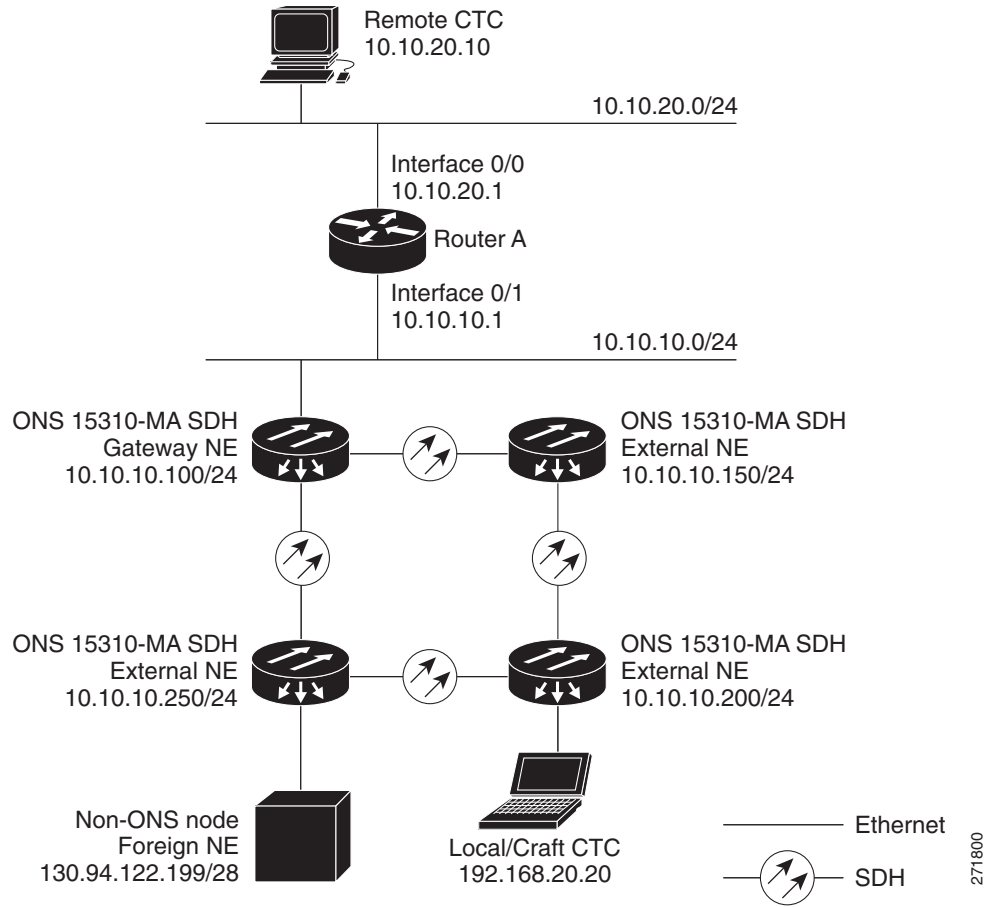 Remote CTC
10.10.20.10
10.10.20.0/24
Interface 0/0
10.10.20.1
Router A
Interface 0/1
10.10.10.1
10.10.10.0/24
ONS 15310-MA SDH
Gateway NE
10.10.10.100/24
ONS 15310-MA SDH
External NE
10.10.10.150/24
ONS 15310-MA SDH
External NE
10.10.10.250/24
ONS 15310-MA SDH
External NE
10.10.10.200/24
Non-ONS node
Foreign NE
130.94.122.199/28
Local/Craft CTC
192.168.20.20
Ethernet
SDH
271800